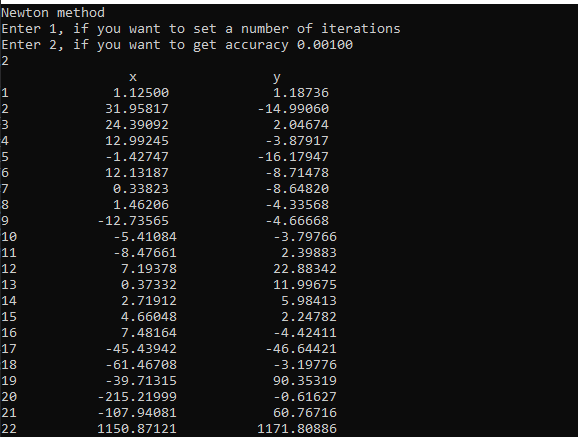 Newton method
Enter 1, if you want to set a number of iterations
Enter 2, if you want to get accuracy 0.00100
2
x y
1 1.12500 1.18736
2 31.95817 -14.99060
3 24.39092 2.04674
4 12.99245 -3.87917
5 -1.42747 -16.17947
6 12.13187 -8.71478
7 0.33823 -8.64820
8 1.46206 -4.33568
9 -12.73565 -4.66668
10 -5.41084 -3.79766
11 -8.47661 2.39883
12 7.19378 22.88342
13 0.37332 11.99675
14 2.71912 5.98413
15 4.66048 2.24782
16 7.48164 -4.42411
17 -45.43942 -46.64421
18 -61.46708 -3.19776
19 -39.71315 90.35319
20 -215.21999 -0.61627
21 -107.94081 60.76716
22 1150.87121 1171.80886